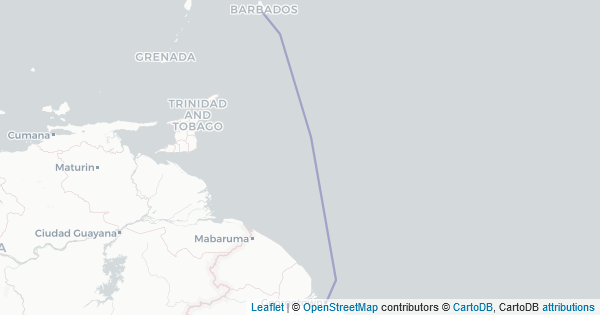 BARBADOS
GRENADA
TRINIDAD
AND
TOBAGO
Cumana
Maturin
Ciudad Guayana
Mabaruma
A
Leaflet | © OpenStreetMap contributors © CartoDB, CartoDB attributions